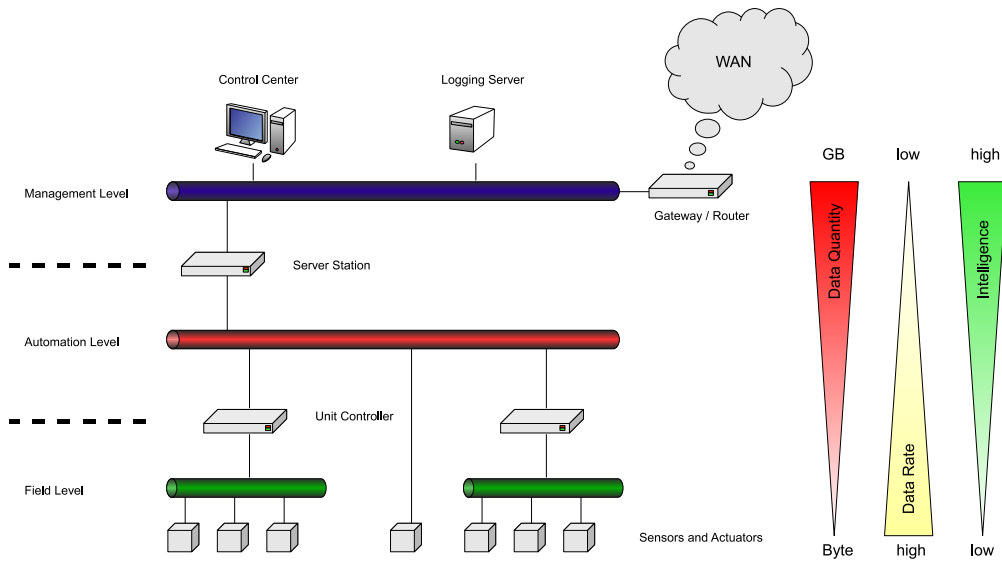 WAN
Control Center
Logging Server
GB
low
high
Management Level
Gateway / Router
Data Quantity
Intelligence
Server Station
Automation Level
Unit Controller
Data Rate
Field Level
Sensors and Actuators
Byte
high
low